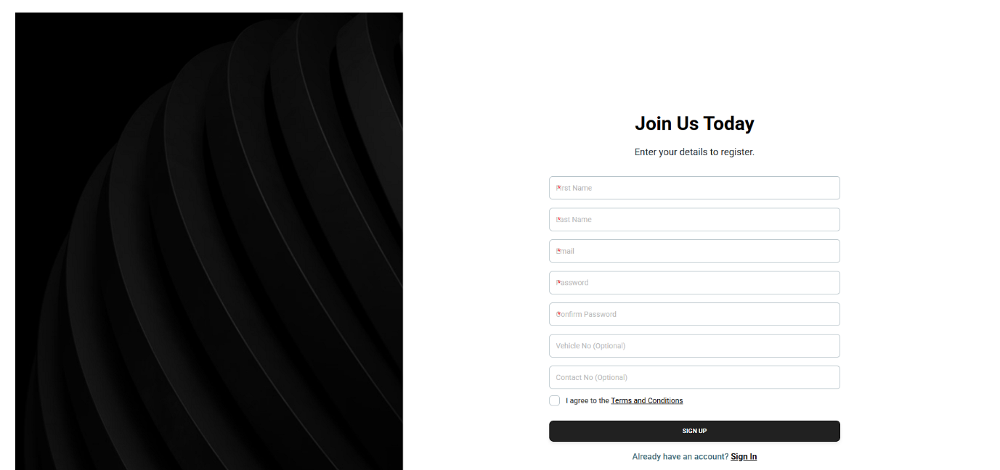 Join Us Today
Enter your details to register.
* First Name
* Last Name
* Email
* Password
* Confirm Password
Vehicle No (Optional)
Contact No (Optional)
I agree to the Terms and Conditions
SIGN UP
Already have an account? Sign In